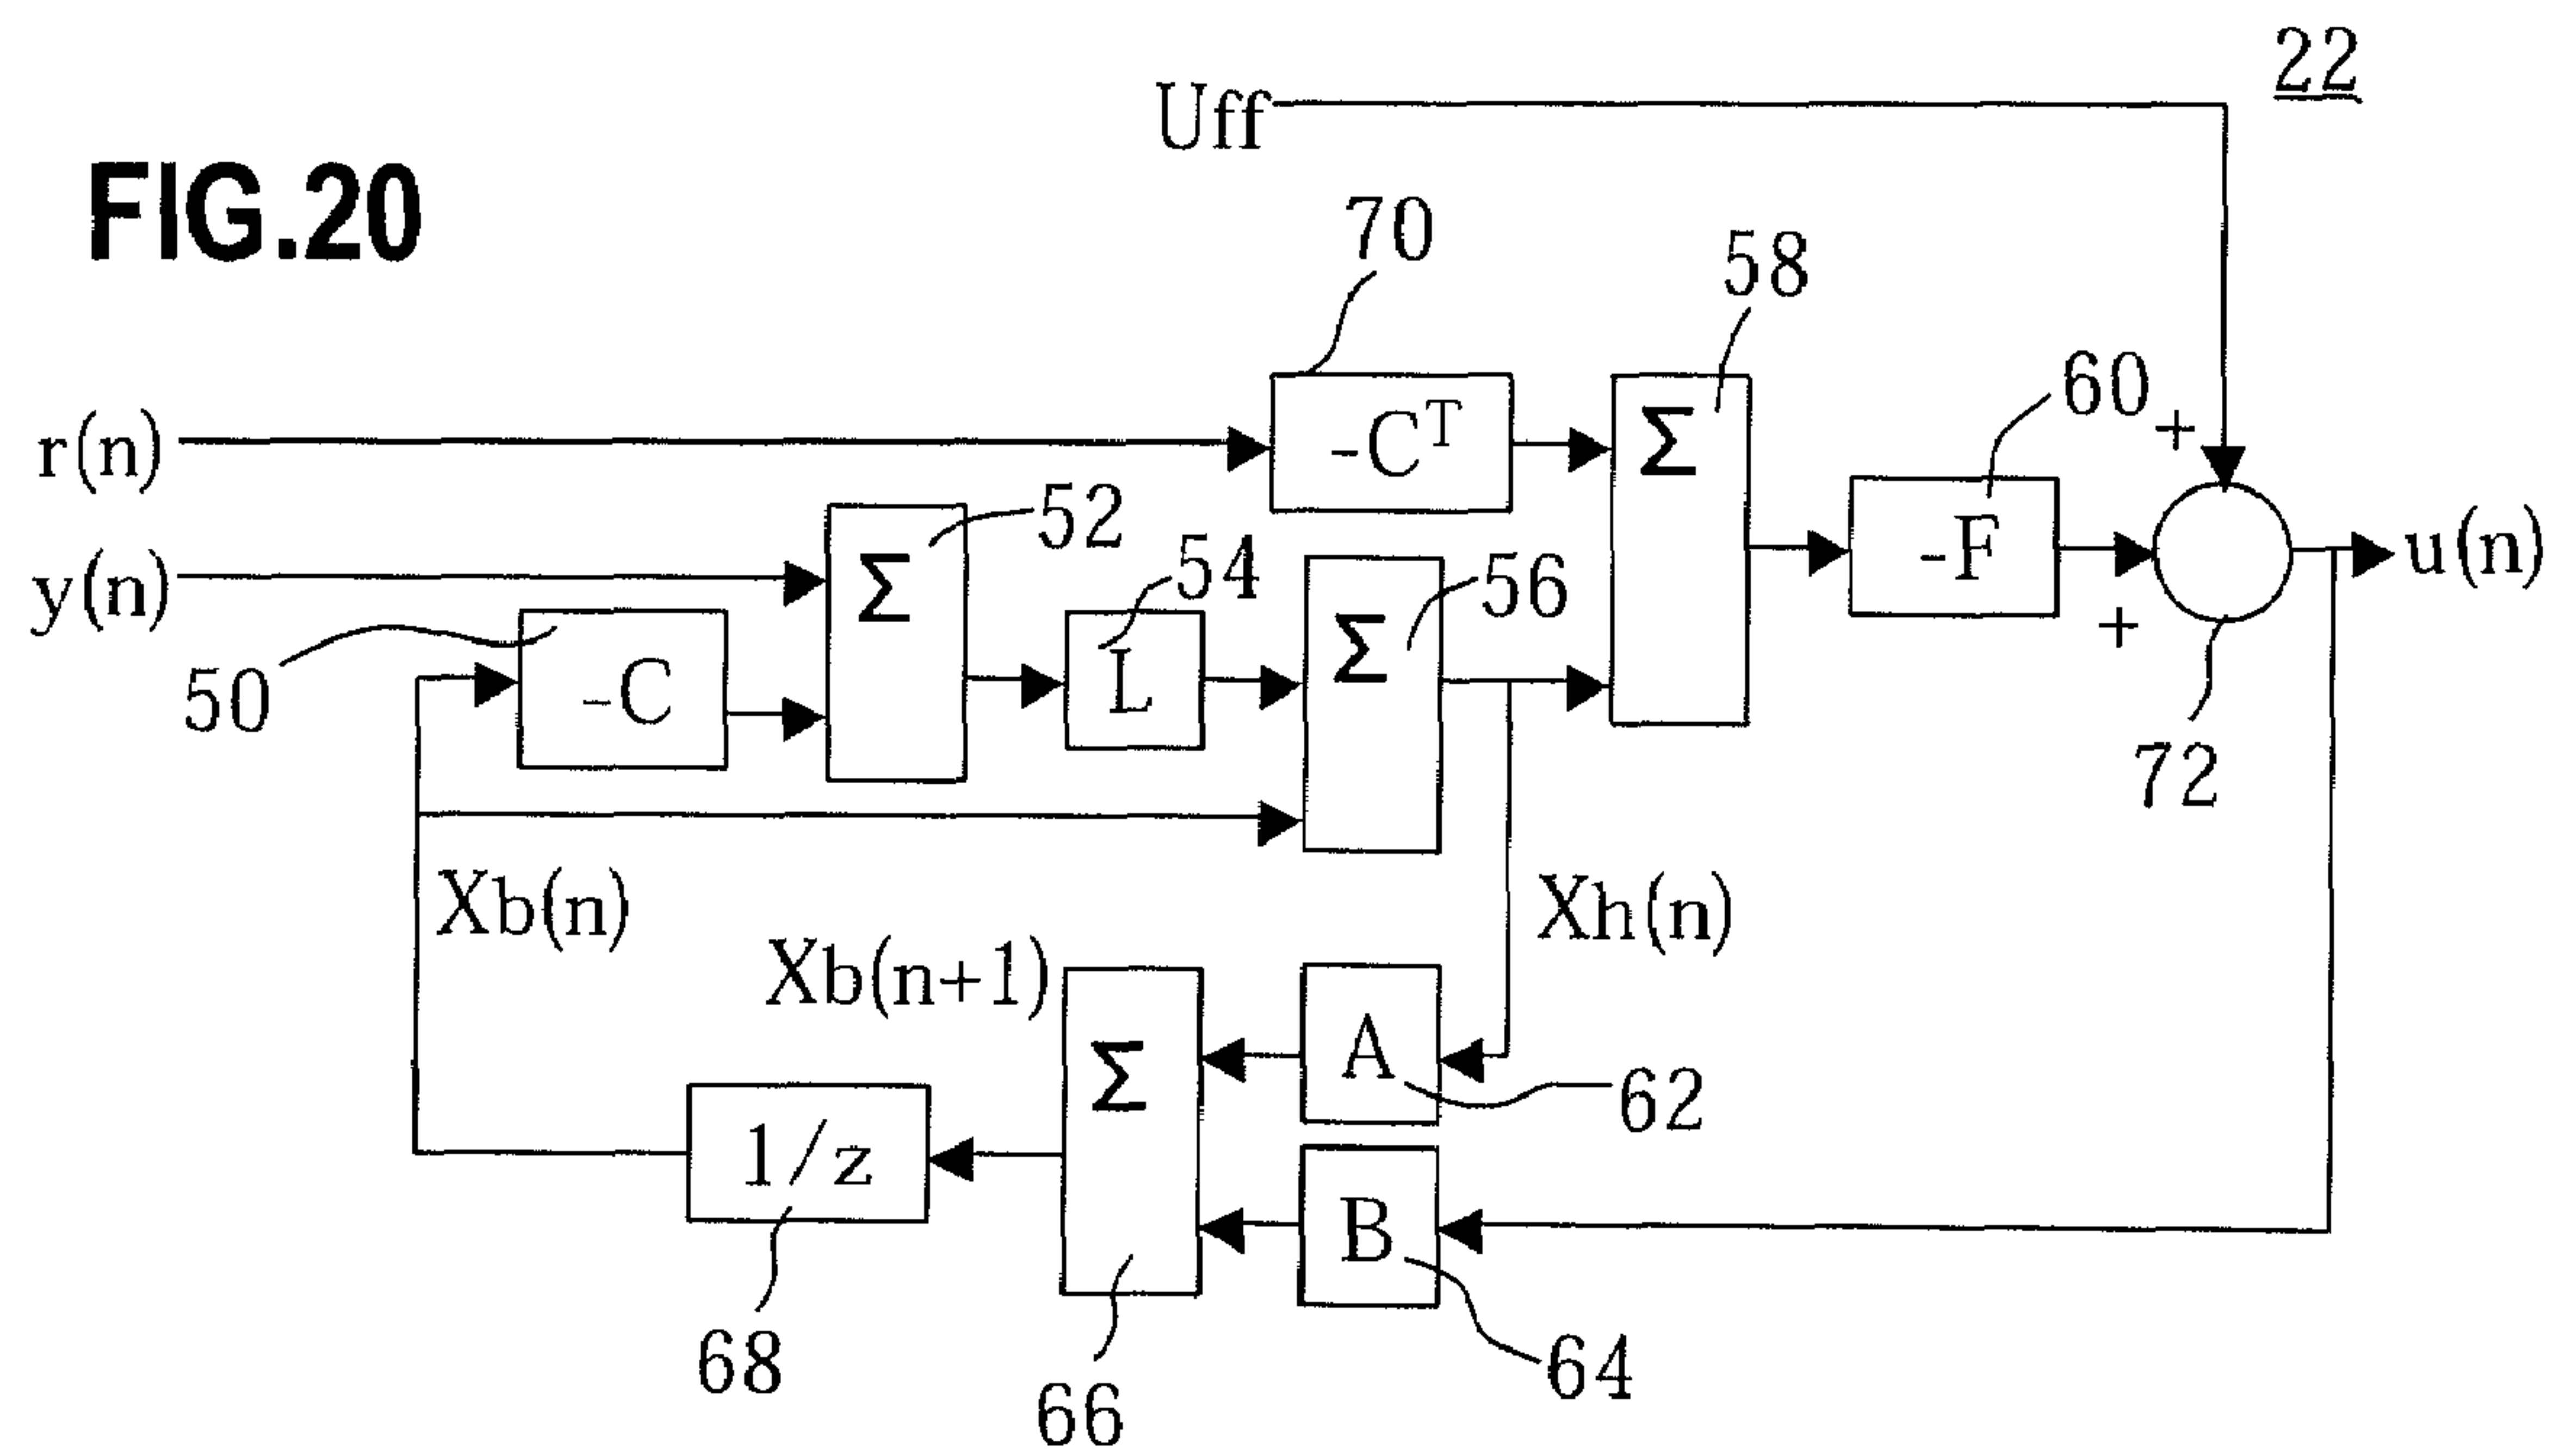 22
Uff
FIG.20
70
58
60
r(n)
-Cᵀ
Σ
+
52
y(n)
Σ
54
56
-F
u(n)
50
-C
L
Σ
+
72
Xb(n)
Xh(n)
Xb(n+1)
Σ
A
62
1/z
B
68
66
64